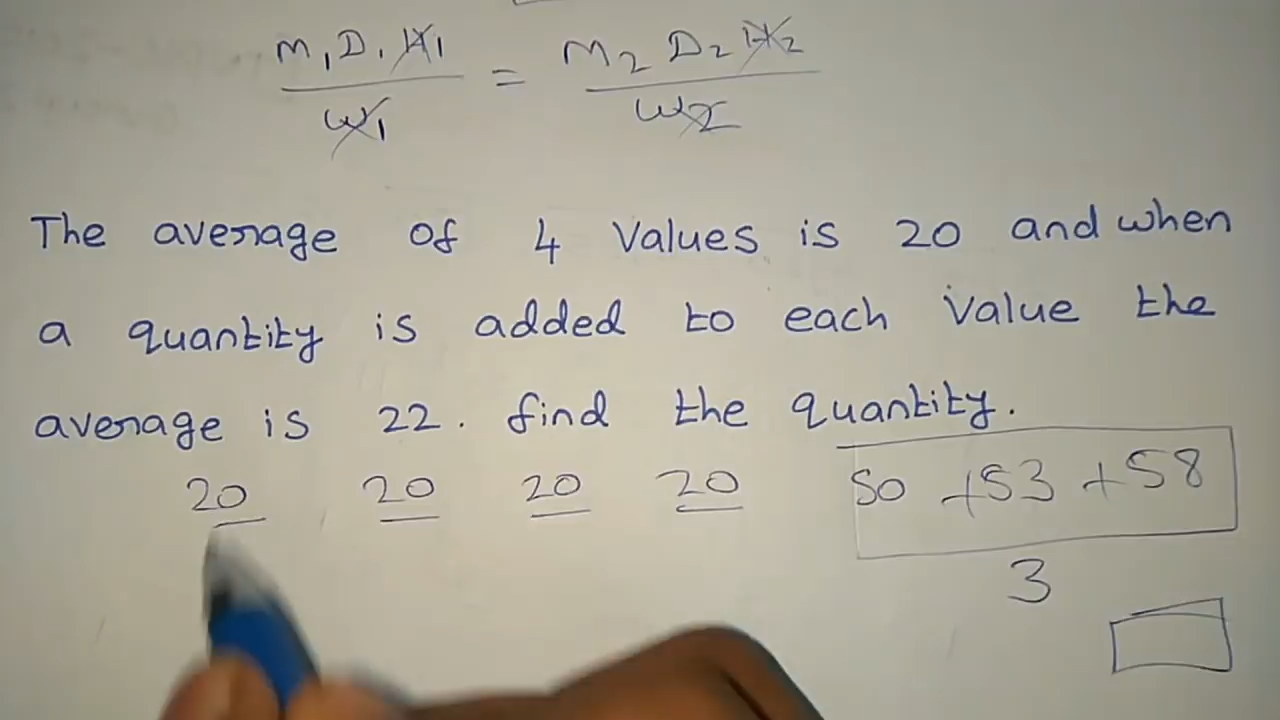 M₁ D₁ H₁ = M₂ D₂ H₂
W₁ W₂
The average of 4 values is 20 and when
a quantity is added to each value the
average is 22. find the quantity.
20 20 20 20
50 + 53 + 58
3